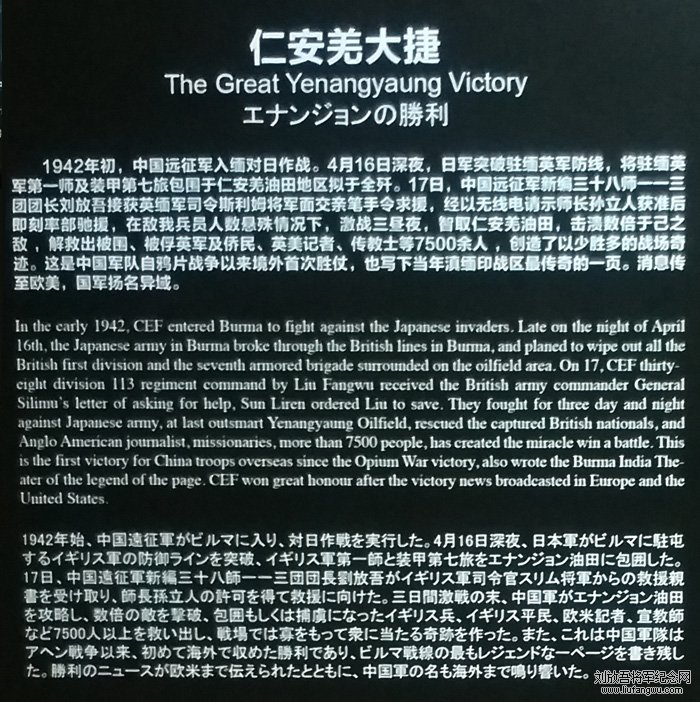 仁安羌大捷
The Great Yenangyaung Victory
エナンジョンの勝利
1942年初，中国远征军入缅对日作战。4月16日深夜，日军突破驻缅英军防线，将驻缅英
军第一师及装甲第七旅包围于仁安羌油田地区拟于全歼。17日，中国远征军新编三十八师一一三
团团长刘放吾接获英缅军司令斯利姆将军面交亲笔手令求援，经以无线电请示师长孙立人获准后
即刻率部驰援，在敌我兵员人数悬殊情况下，激战三昼夜，智取仁安羌油田，击溃数倍于己之
敌，解救出被围、被俘英军及侨民、英美记者、传教士等7500余人，创造了以少胜多的战场奇
迹。这是中国军队自鸦片战争以来境外首次胜仗，也写下当年滇缅印战区最传奇的一页。消息传
至欧美，国军扬名异域。
In the early 1942, CEF entered Burma to fight against the Japanese invaders. Late on the night of April
16th, the Japanese army in Burma broke through the British lines in Burma, and planed to wipe out all the
British first division and the seventh armored brigade surrounded on the oilfield area. On 17, CEF thirty-
eight division 113 regiment command by Liu Fangwu received the British army commander General
Silimu's letter of asking for help, Sun Liren ordered Liu to save. They fought for three day and night
against Japanese army, at last outsmart Yenangyaung Oilfield, rescued the captured British nationals, and
Anglo American journalist, missionaries, more than 7500 people, has created the miracle win a battle. This
is the first victory for China troops overseas since the Opium War victory, also wrote the Burma India The-
ater of the legend of the page. CEF won great honour after the victory news broadcasted in Europe and the
United States.
1942年始、中国遠征軍がビルマに入り、対日作戦を実行した。4月16日深夜、日本軍がビルマに駐屯
するイギリス軍の防御ラインを突破、イギリス軍第一師と装甲第七旅をエナンジョン油田に包囲した。
17日、中国遠征軍新編三十八師一一三団団長劉放吾がイギリス軍司令官スリム将軍からの救援親
書を受け取り、師長孫立人の許可を得て救援に向けた。三日間激戦の末、中国軍がエナンジョン油田
を攻略し、数倍の敵を撃破、包囲もしくは捕虜になったイギリス兵、イギリス平民、欧米記者、宣教師
など7500人以上を救い出し、戦場では寡をもって衆に当たる奇跡を作った。また、これは中国軍隊は
アヘン戦争以来、初めて海外で収めた勝利であり、ビルマ戦線の最もレジェンドな一ページを書き残し
た。勝利のニュースが欧米まで伝えられたとともに、中国軍の名も海外まで鳴り響いた。
刘放吾将军纪念网
www.liufangwu.com